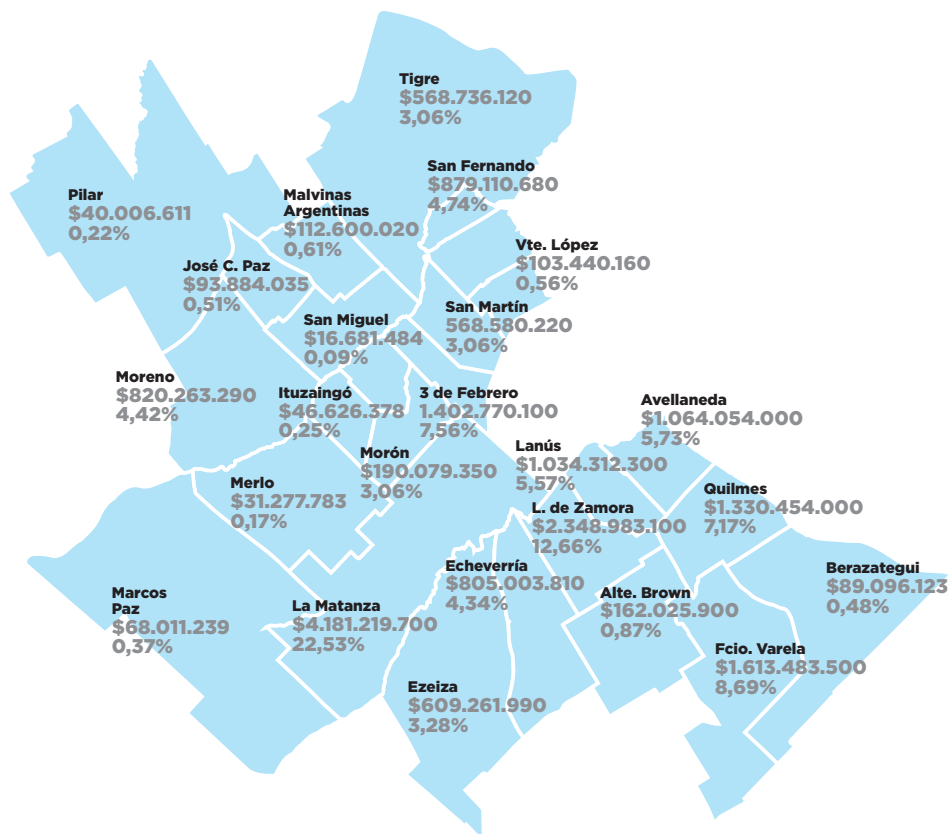 Tigre
$568.736.120
3,06%
San Fernando
$879.110.680
4,74%
Pilar
$40.006.611
0,22%
Malvinas
Argentinas
$112.600.020
0,61%
Vte. López
$103.440.160
0,56%
José C. Paz
$93.884.035
0,51%
San Miguel
$16.681.484
0,09%
San Martín
568.580.220
3,06%
Moreno
$820.263.290
4,42%
Ituzaingó
$46.626.378
0,25%
3 de Febrero
1.402.770.100
7,56%
Avellaneda
$1.064.054.000
5,73%
Morón
$190.079.350
3,06%
Lanús
$1.034.312.300
5,57%
Merlo
$31.277.783
0,17%
L. de Zamora
$2.348.983.100
12,66%
Quilmes
$1.330.454.000
7,17%
Echeverría
$805.003.810
4,34%
Berazategui
$89.096.123
0,48%
Marcos
Paz
$68.011.239
0,37%
La Matanza
$4.181.219.700
22,53%
Alte. Brown
$162.025.900
0,87%
Fcio. Varela
$1.613.483.500
8,69%
Ezeiza
$609.261.990
3,28%